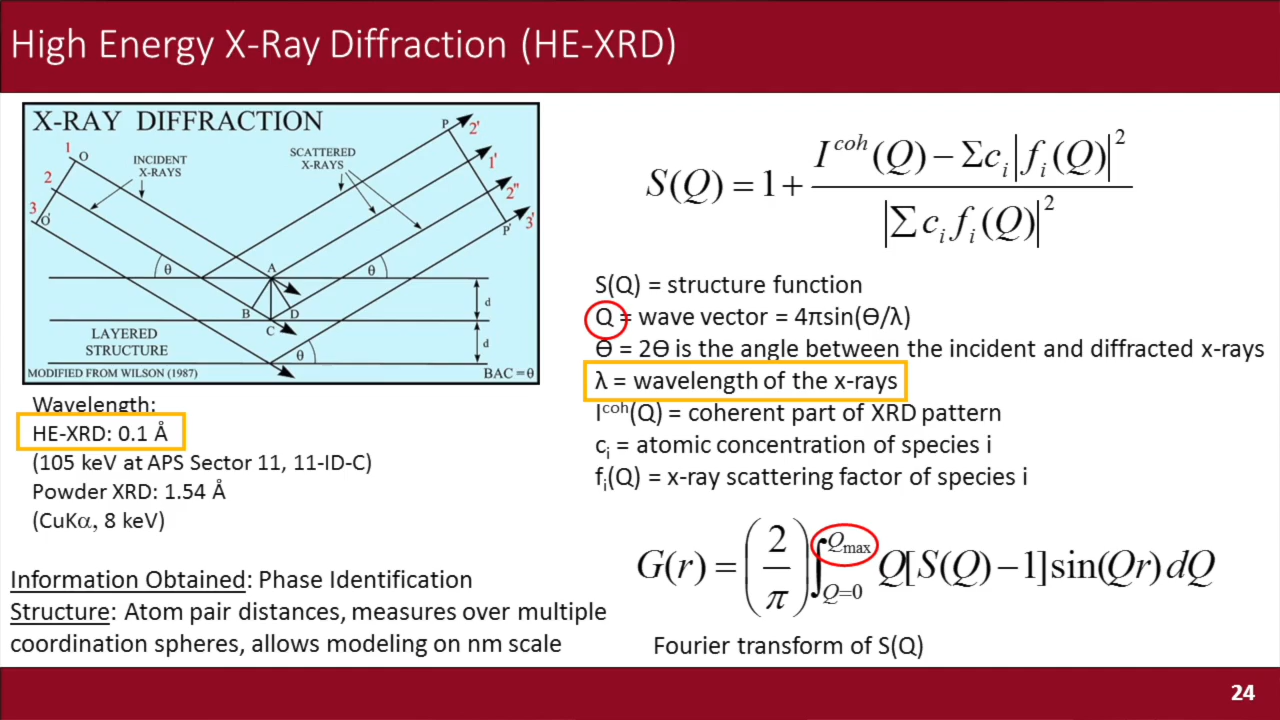 High Energy X-Ray Diffraction (HE-XRD)
X-RAY DIFFRACTION
1
O
INCIDENT
X-RAYS
SCATTERED
X-RAYS
P
2'
1'
2
2"
3
O'
3'
P'
θ
A
θ
B
D
d
C
LAYERED
STRUCTURE
θ
d
MODIFIED FROM WILSON (1987)
BAC = θ
Wavelength:
HE-XRD: 0.1 Å
(105 keV at APS Sector 11, 11-ID-C)
Powder XRD: 1.54 Å
(CuKα, 8 keV)
Information Obtained: Phase Identification
Structure: Atom pair distances, measures over multiple
coordination spheres, allows modeling on nm scale
S(Q) = 1 + (I^coh(Q) − Σc_i|f_i(Q)|^2) / |Σc_i f_i(Q)|^2
S(Q) = structure function
Q = wave vector = 4πsin(ϴ/λ)
ϴ = 2ϴ is the angle between the incident and diffracted x-rays
λ = wavelength of the x-rays
I^coh(Q) = coherent part of XRD pattern
c_i = atomic concentration of species i
f_i(Q) = x-ray scattering factor of species i
G(r) = (2/π) ∫_{Q=0}^{Q_max} Q[S(Q) − 1]sin(Qr)dQ
Fourier transform of S(Q)
24